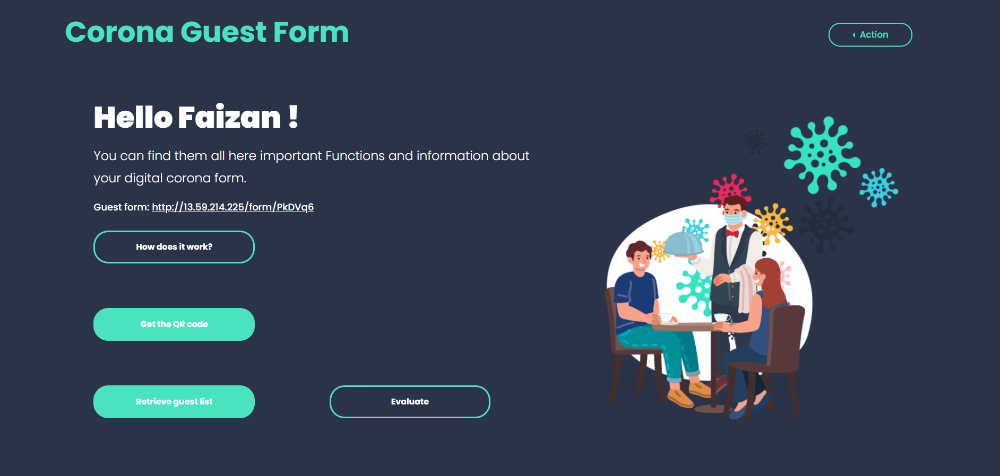 Corona Guest Form
Action
Hello Faizan !
You can find them all here important Functions and information about
your digital corona form.
Guest form: http://13.59.214.225/form/PkDVq6
How does it work?
Get the QR code
Retrieve guest list
Evaluate